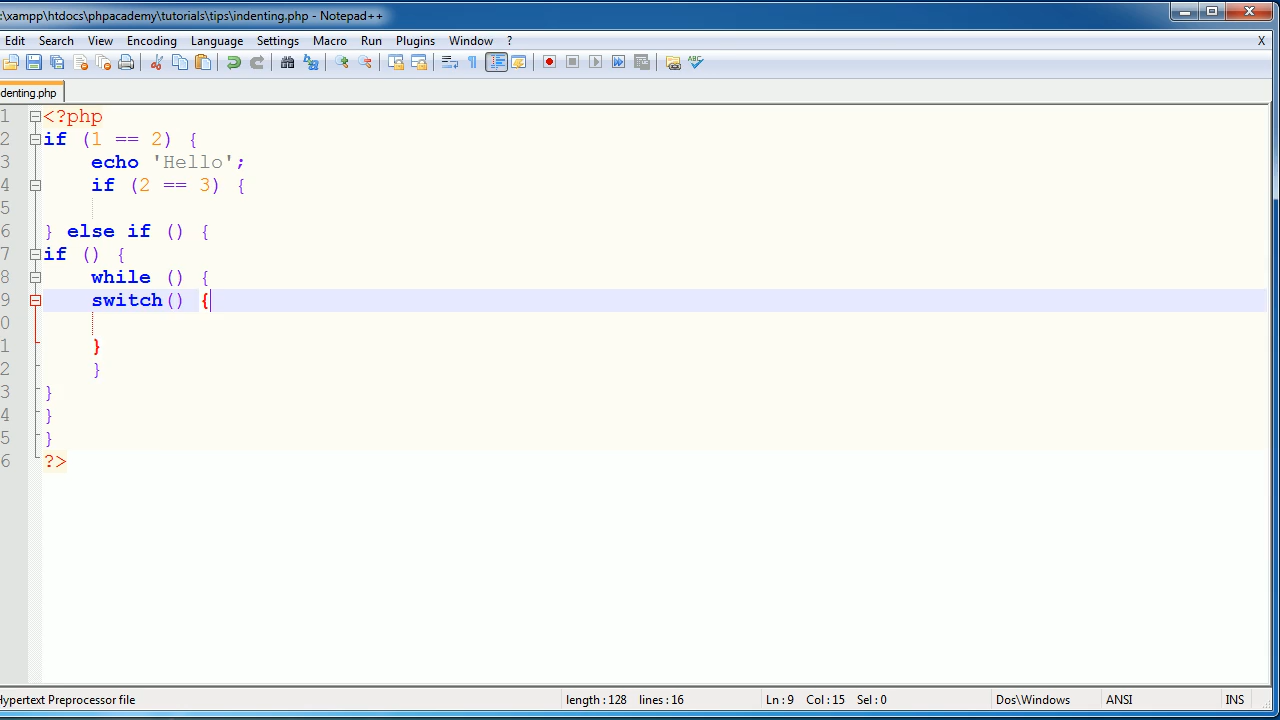 :\xampp\htdocs\phpacademy\tutorials\tips\indenting.php - Notepad++
Edit Search View Encoding Language Settings Macro Run Plugins Window ? X
denting.php
1 <?php
2 if (1 == 2) {
3     echo 'Hello';
4     if (2 == 3) {
5
6 } else if () {
7 if () {
8     while () {
9     switch() {
0
1     }
2     }
3 }
4 }
5 }
6 ?>
Hypertext Preprocessor file length : 128 lines : 16 Ln : 9 Col : 15 Sel : 0 Dos\Windows ANSI INS